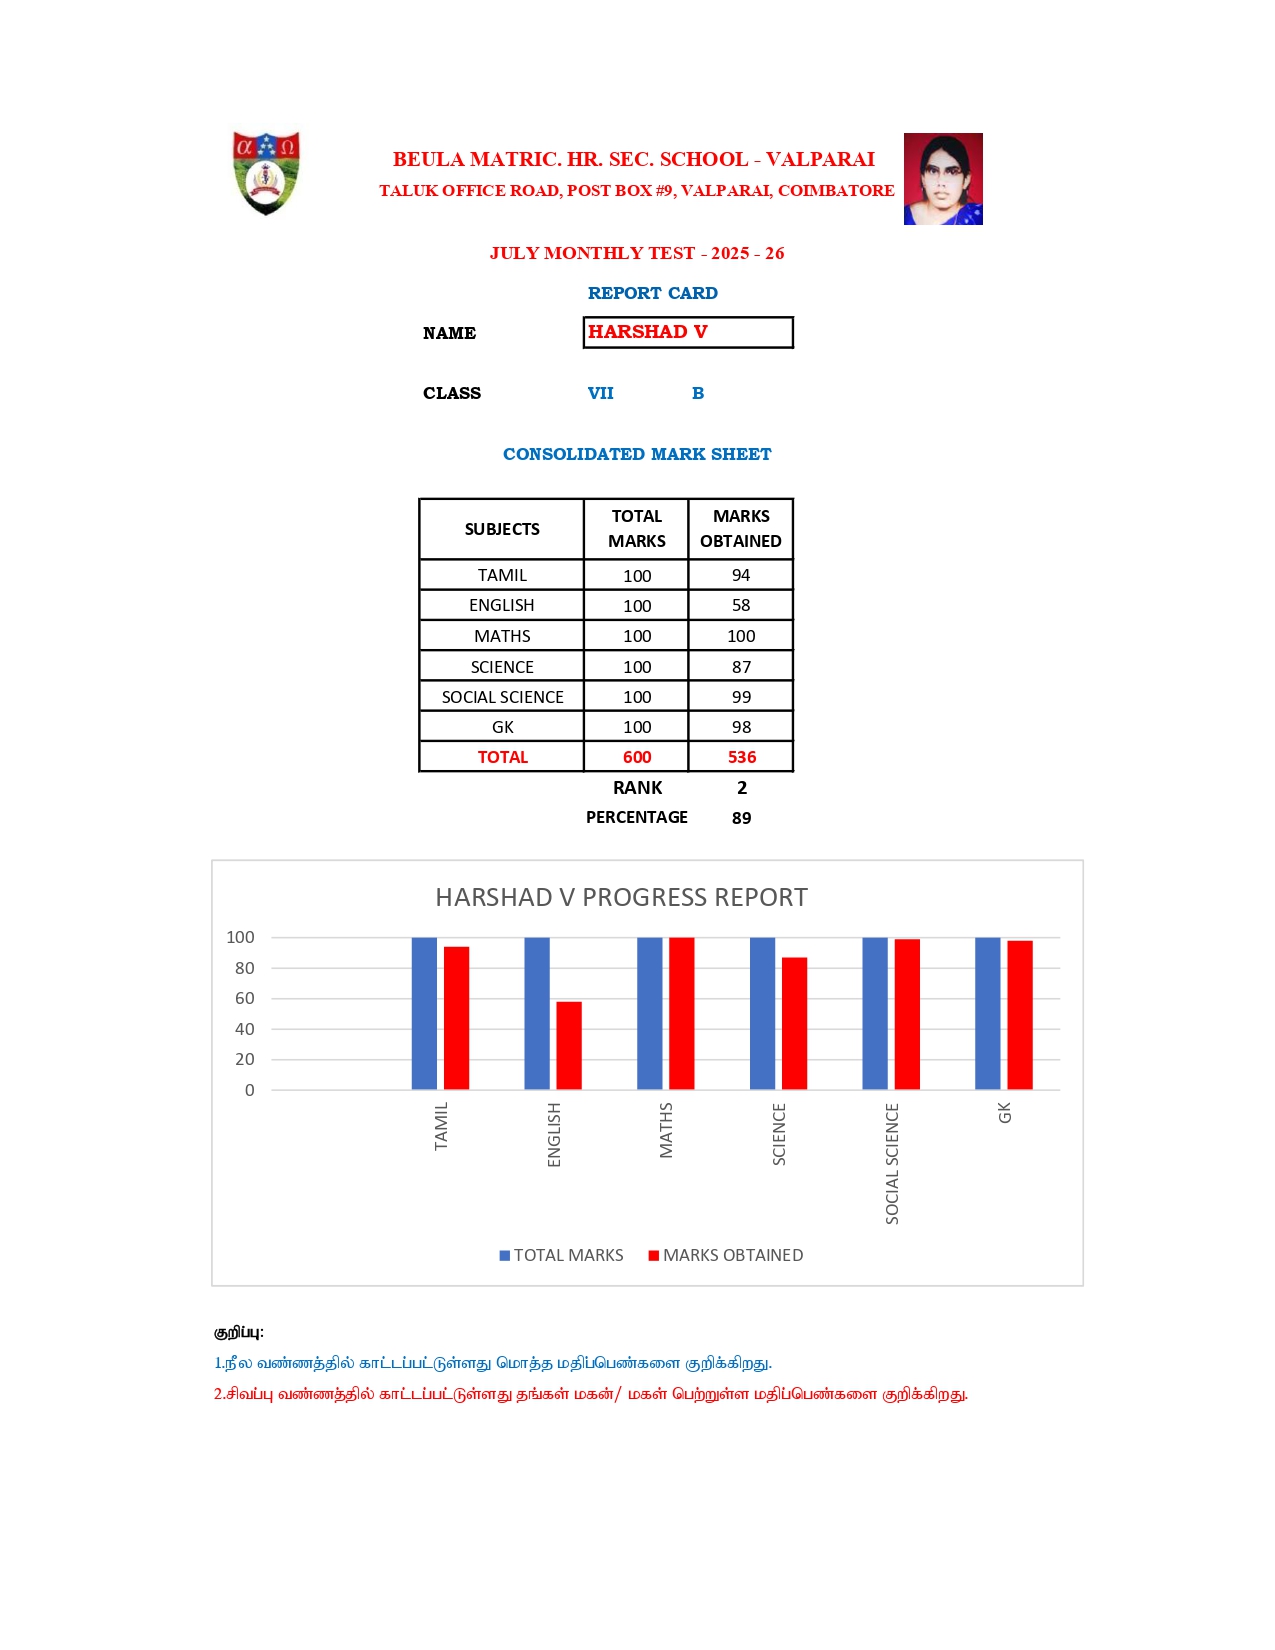 α Ω
BEULA MATRIC. HR. SEC. SCHOOL - VALPARAI
TALUK OFFICE ROAD, POST BOX #9, VALPARAI, COIMBATORE
JULY MONTHLY TEST - 2025 - 26
REPORT CARD
NAME HARSHAD V
CLASS VII B
CONSOLIDATED MARK SHEET
SUBJECTS TOTAL MARKS MARKS OBTAINED
TAMIL 100 94
ENGLISH 100 58
MATHS 100 100
SCIENCE 100 87
SOCIAL SCIENCE 100 99
GK 100 98
TOTAL 600 536
RANK 2
PERCENTAGE 89
HARSHAD V PROGRESS REPORT
100
80
60
40
20
0
TAMIL ENGLISH MATHS SCIENCE SOCIAL SCIENCE GK
TOTAL MARKS MARKS OBTAINED
குறிப்பு:
1.நீல வண்ணத்தில் காட்டப்பட்டுள்ளது மொத்த மதிப்பெண்களை குறிக்கிறது.
2.சிவப்பு வண்ணத்தில் காட்டப்பட்டுள்ளது தங்கள் மகன்/ மகள் பெற்றுள்ள மதிப்பெண்களை குறிக்கிறது.